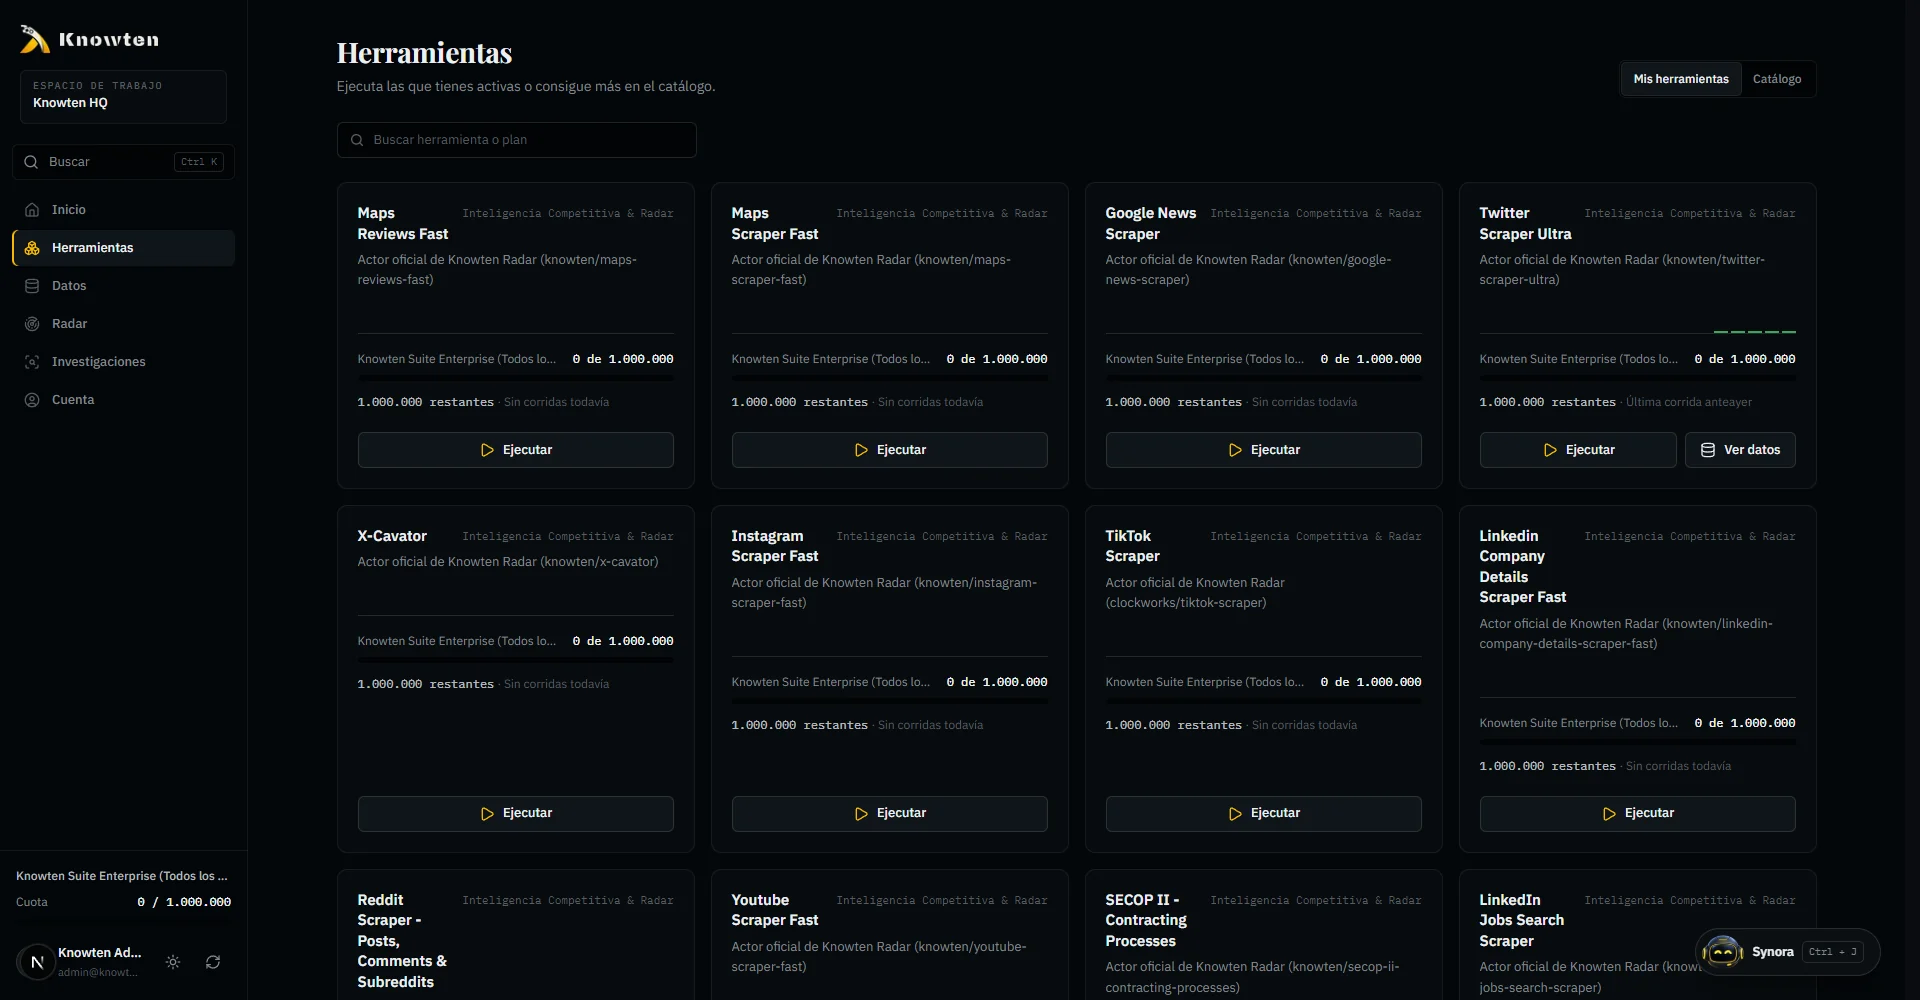 Knowten
ESPACIO DE TRABAJO
Knowten HQ
Buscar
Ctrl K
Inicio
Herramientas
Datos
Radar
Investigaciones
Cuenta
Knowten Suite Enterprise (Todos los ...
Cuota
0 / 1.000.000
N
Knowten Ad...
admin@knowt...
Herramientas
Ejecuta las que tienes activas o consigue más en el catálogo.
Mis herramientas
Catálogo
Buscar herramienta o plan
Maps
Reviews Fast
Inteligencia Competitiva & Radar
Actor oficial de Knowten Radar (knowten/maps-
reviews-fast)
Knowten Suite Enterprise (Todos lo...
0 de 1.000.000
1.000.000 restantes · Sin corridas todavía
Ejecutar
Maps
Scraper Fast
Inteligencia Competitiva & Radar
Actor oficial de Knowten Radar (knowten/maps-
scraper-fast)
Knowten Suite Enterprise (Todos lo...
0 de 1.000.000
1.000.000 restantes · Sin corridas todavía
Ejecutar
Google News
Scraper
Inteligencia Competitiva & Radar
Actor oficial de Knowten Radar (knowten/google-
news-scraper)
Knowten Suite Enterprise (Todos lo...
0 de 1.000.000
1.000.000 restantes · Sin corridas todavía
Ejecutar
Twitter
Scraper Ultra
Inteligencia Competitiva & Radar
Actor oficial de Knowten Radar (knowten/twitter-
scraper-ultra)
Knowten Suite Enterprise (Todos lo...
0 de 1.000.000
1.000.000 restantes · Última corrida anteayer
Ejecutar
Ver datos
X-Cavator
Inteligencia Competitiva & Radar
Actor oficial de Knowten Radar (knowten/x-cavator)
Knowten Suite Enterprise (Todos lo...
0 de 1.000.000
1.000.000 restantes · Sin corridas todavía
Ejecutar
Instagram
Scraper Fast
Inteligencia Competitiva & Radar
Actor oficial de Knowten Radar (knowten/instagram-
scraper-fast)
Knowten Suite Enterprise (Todos lo...
0 de 1.000.000
1.000.000 restantes · Sin corridas todavía
Ejecutar
TikTok
Scraper
Inteligencia Competitiva & Radar
Actor oficial de Knowten Radar
(clockworks/tiktok-scraper)
Knowten Suite Enterprise (Todos lo...
0 de 1.000.000
1.000.000 restantes · Sin corridas todavía
Ejecutar
Linkedin
Company
Details
Scraper Fast
Inteligencia Competitiva & Radar
Actor oficial de Knowten Radar (knowten/linkedin-
company-details-scraper-fast)
Knowten Suite Enterprise (Todos lo...
0 de 1.000.000
1.000.000 restantes · Sin corridas todavía
Ejecutar
Reddit
Scraper -
Posts,
Comments &
Subreddits
Inteligencia Competitiva & Radar
Youtube
Scraper Fast
Inteligencia Competitiva & Radar
Actor oficial de Knowten Radar (knowten/youtube-
scraper-fast)
SECOP II -
Contracting
Processes
Inteligencia Competitiva & Radar
Actor oficial de Knowten Radar (knowten/secop-ii-
contracting-processes)
LinkedIn
Jobs Search
Scraper
Inteligencia Competitiva & Radar
Actor oficial de Knowten Radar
jobs-search-scraper)
Synora
Ctrl + J